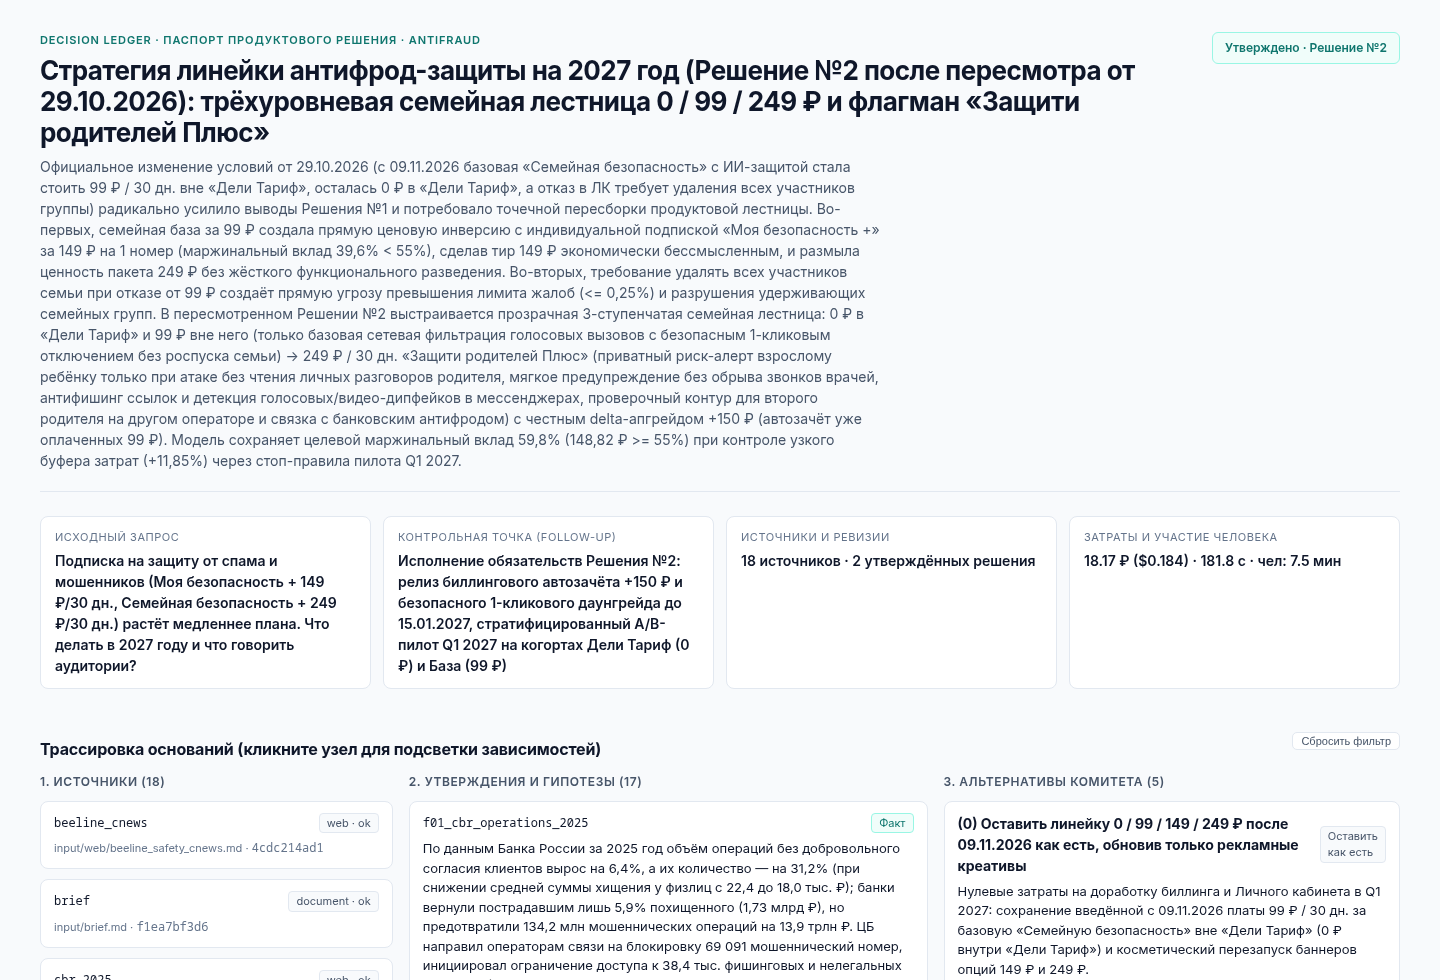 DECISION LEDGER · ПАСПОРТ ПРОДУКТОВОГО РЕШЕНИЯ · ANTIFRAUD
Утверждено · Решение №2
Стратегия линейки антифрод-защиты на 2027 год (Решение №2 после пересмотра от
29.10.2026): трёхуровневая семейная лестница 0 / 99 / 249 ₽ и флагман «Защити
родителей Плюс»
Официальное изменение условий от 29.10.2026 (с 09.11.2026 базовая «Семейная безопасность» с ИИ-защитой стала
стоить 99 ₽ / 30 дн. вне «Дели Тариф», осталась 0 ₽ в «Дели Тариф», а отказ в ЛК требует удаления всех участников
группы) радикально усилило выводы Решения №1 и потребовало точечной пересборки продуктовой лестницы. Во-
первых, семейная база за 99 ₽ создала прямую ценовую инверсию с индивидуальной подпиской «Моя безопасность +»
за 149 ₽ на 1 номер (маржинальный вклад 39,6% < 55%), сделав тир 149 ₽ экономически бессмысленным, и размыла
ценность пакета 249 ₽ без жёсткого функционального разведения. Во-вторых, требование удалять всех участников
семьи при отказе от 99 ₽ создаёт прямую угрозу превышения лимита жалоб (<= 0,25%) и разрушения удерживающих
семейных групп. В пересмотренном Решении №2 выстраивается прозрачная 3-ступенчатая семейная лестница: 0 ₽ в
«Дели Тариф» и 99 ₽ вне него (только базовая сетевая фильтрация голосовых вызовов с безопасным 1-кликовым
отключением без роспуска семьи) → 249 ₽ / 30 дн. «Защити родителей Плюс» (приватный риск-алерт взрослому
ребёнку только при атаке без чтения личных разговоров родителя, мягкое предупреждение без обрыва звонков врачей,
антифишинг ссылок и детекция голосовых/видео-дипфейков в мессенджерах, проверочный контур для второго
родителя на другом операторе и связка с банковским антифродом) с честным delta-апгрейдом +150 ₽ (автозачёт уже
оплаченных 99 ₽). Модель сохраняет целевой маржинальный вклад 59,8% (148,82 ₽ >= 55%) при контроле узкого
буфера затрат (+11,85%) через стоп-правила пилота Q1 2027.
ИСХОДНЫЙ ЗАПРОС
Подписка на защиту от спама и
мошенников (Моя безопасность + 149
₽/30 дн., Семейная безопасность + 249
₽/30 дн.) растёт медленнее плана. Что
делать в 2027 году и что говорить
аудитории?
КОНТРОЛЬНАЯ ТОЧКА (FOLLOW-UP)
Исполнение обязательств Решения №2:
релиз биллингового автозачёта +150 ₽ и
безопасного 1-кликового даунгрейда до
15.01.2027, стратифицированный A/B-
пилот Q1 2027 на когортах Дели Тариф (0
₽) и База (99 ₽)
ИСТОЧНИКИ И РЕВИЗИИ
18 источников · 2 утверждённых решения
ЗАТРАТЫ И УЧАСТИЕ ЧЕЛОВЕКА
18.17 ₽ ($0.184) · 181.8 с · чел: 7.5 мин
Трассировка оснований (кликните узел для подсветки зависимостей)
Сбросить фильтр
1. ИСТОЧНИКИ (18)
beeline_cnews
web · ok
input/web/beeline_safety_cnews.md · 4cdc214ad1
brief
document · ok
input/brief.md · f1ea7bf3d6
cbr_2025
web · ok
2. УТВЕРЖДЕНИЯ И ГИПОТЕЗЫ (17)
f01_cbr_operations_2025
Факт
По данным Банка России за 2025 год объём операций без добровольного
согласия клиентов вырос на 6,4%, а их количество — на 31,2% (при
снижении средней суммы хищения у физлиц с 22,4 до 18,0 тыс. ₽); банки
вернули пострадавшим лишь 5,9% похищенного (1,73 млрд ₽), но
предотвратили 134,2 млн мошеннических операций на 13,9 трлн ₽. ЦБ
направил операторам связи на блокировку 69 091 мошеннический номер,
инициировал ограничение доступа к 38,4 тыс. фишинговых и нелегальных
3. АЛЬТЕРНАТИВЫ КОМИТЕТА (5)
(0) Оставить линейку 0 / 99 / 149 / 249 ₽ после
09.11.2026 как есть, обновив только рекламные
креативы
Оставить
как есть
Нулевые затраты на доработку биллинга и Личного кабинета в Q1
2027: сохранение введённой с 09.11.2026 платы 99 ₽ / 30 дн. за
базовую «Семейную безопасность» вне «Дели Тариф» (0 ₽
внутри «Дели Тариф») и косметический перезапуск баннеров
опций 149 ₽ и 249 ₽.